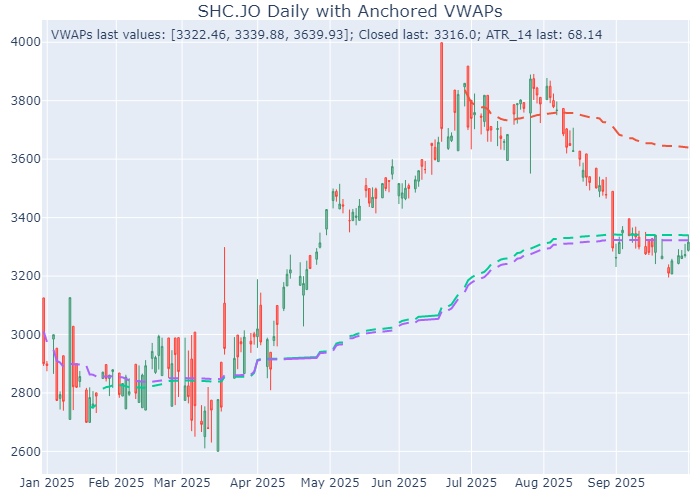 SHC.JO Daily with Anchored VWAPs
VWAPs last values: [3322.46, 3339.88, 3639.93]; Closed last: 3316.0; ATR_14 last: 68.14
4000
3800
3600
3400
3200
3000
2800
2600
Jan 2025 Feb 2025 Mar 2025 Apr 2025 May 2025 Jun 2025 Jul 2025 Aug 2025 Sep 2025